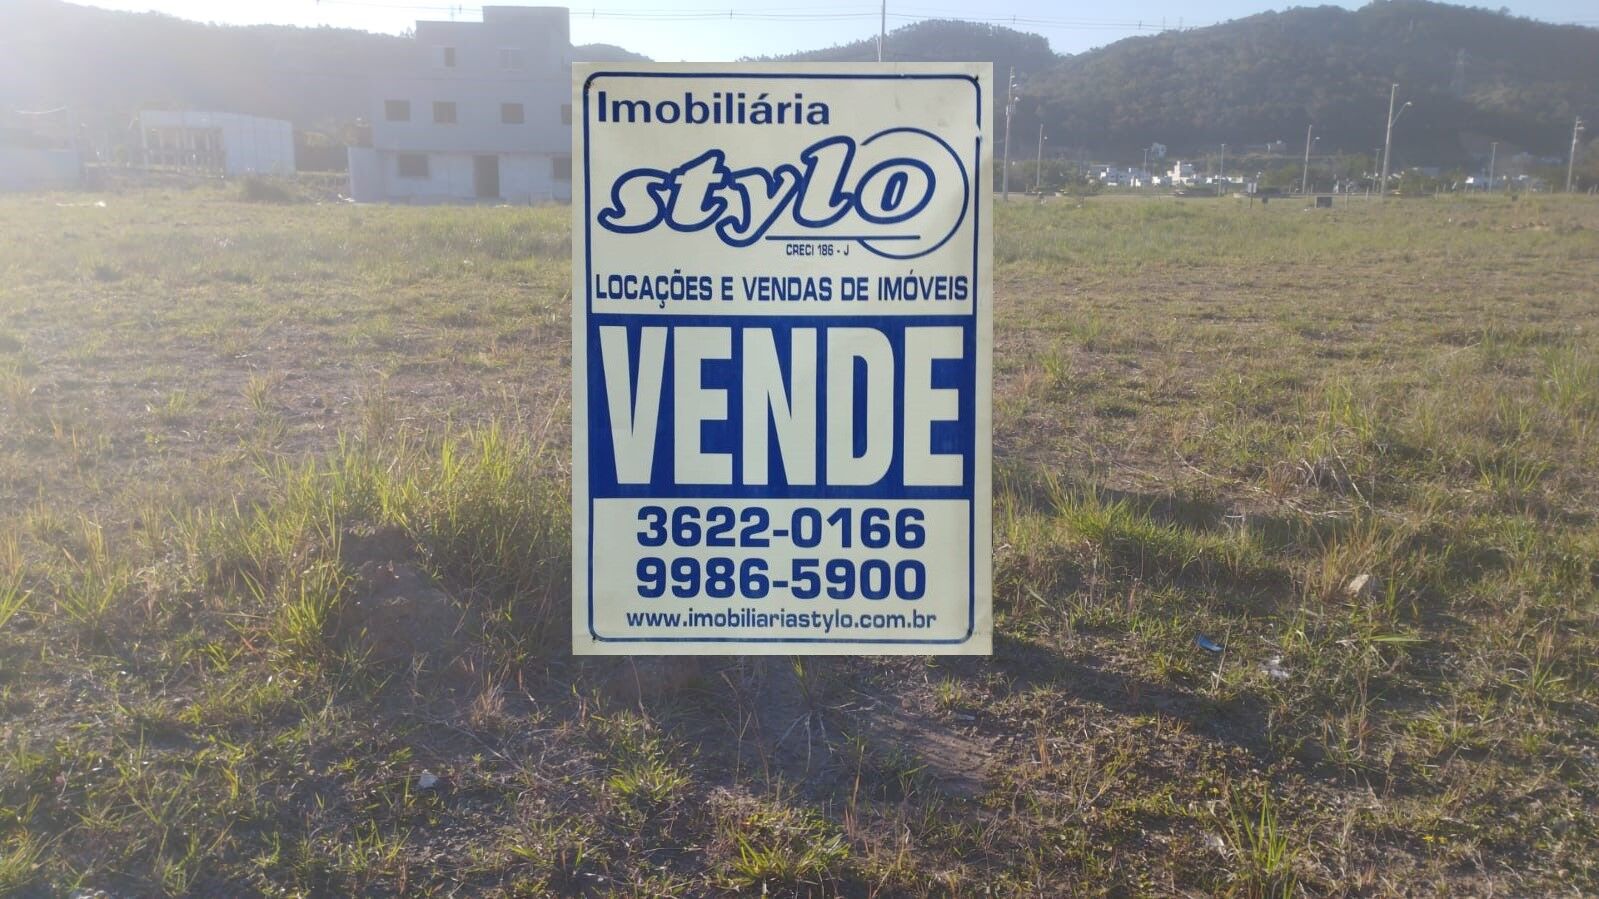 Imobiliária
stylo
CRECI 186 - J
LOCAÇÕES E VENDAS DE IMÓVEIS
VENDE
3622-0166
9986-5900
www.imobiliariastylo.com.br